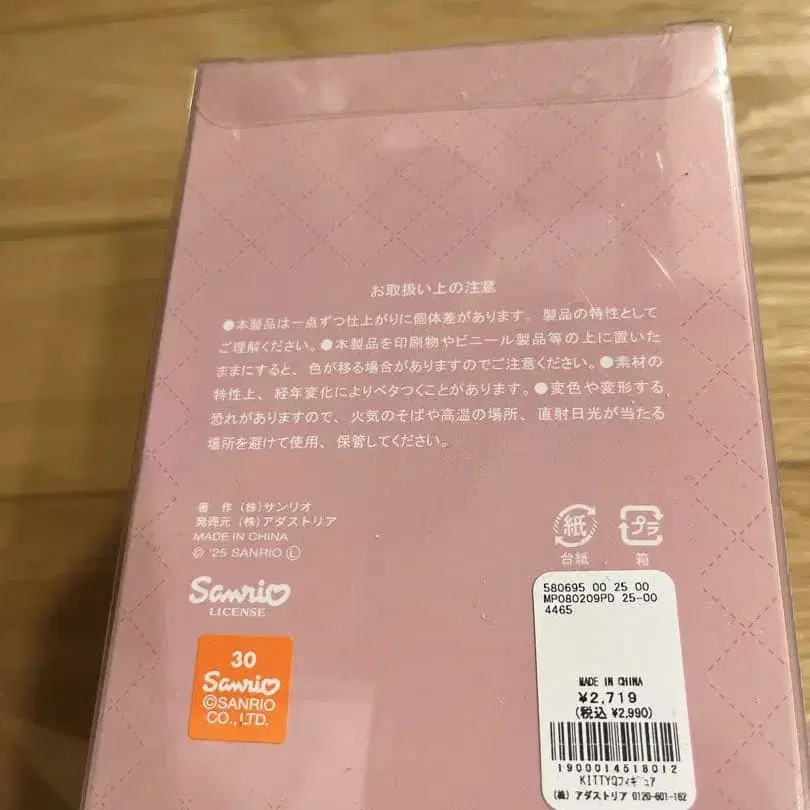 お取扱い上の注意
●本製品は一点ずつ仕上がりに個体差があります。製品の特性として
ご理解ください。●本製品を印刷物やビニール製品等の上に置いた
ままにすると、色が移る場合がありますのでご注意ください。●素材の
特性上、経年変化によりベタつくことがあります。●変色や変形する
恐れがありますので、火気のそばや高温の場所、直射日光が当たる
場所を避けて使用、保管してください。
著 作 (株)サンリオ
発売元 (株)アダストリア
MADE IN CHINA
© '25 SANRIO Ⓛ
紙
台紙
プラ
箱
Sanrio
LICENSE
30
Sanrio
©SANRIO
CO., LTD.
580695 00 25 00
MP080209PD 25-00
4465
MADE IN CHINA
¥2,719
(税込 ¥2,990)
1900014518012
KITTYQフィギュア
(株) アダストリア 0120-601-162